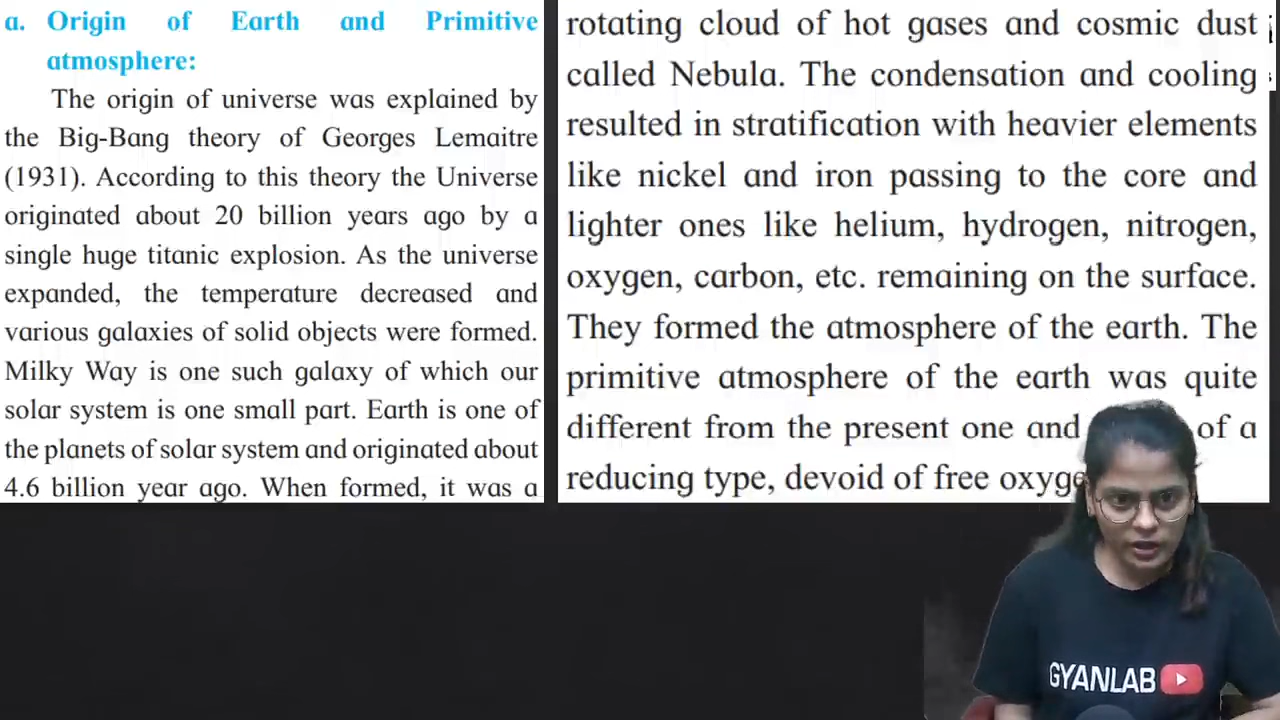 a. Origin of Earth and Primitive
atmosphere:
The origin of universe was explained by
the Big-Bang theory of Georges Lemaitre
(1931). According to this theory the Universe
originated about 20 billion years ago by a
single huge titanic explosion. As the universe
expanded, the temperature decreased and
various galaxies of solid objects were formed.
Milky Way is one such galaxy of which our
solar system is one small part. Earth is one of
the planets of solar system and originated about
4.6 billion year ago. When formed, it was a
rotating cloud of hot gases and cosmic dust
called Nebula. The condensation and cooling
resulted in stratification with heavier elements
like nickel and iron passing to the core and
lighter ones like helium, hydrogen, nitrogen,
oxygen, carbon, etc. remaining on the surface.
They formed the atmosphere of the earth. The
primitive atmosphere of the earth was quite
different from the present one and of a
reducing type, devoid of free
GYANLAB